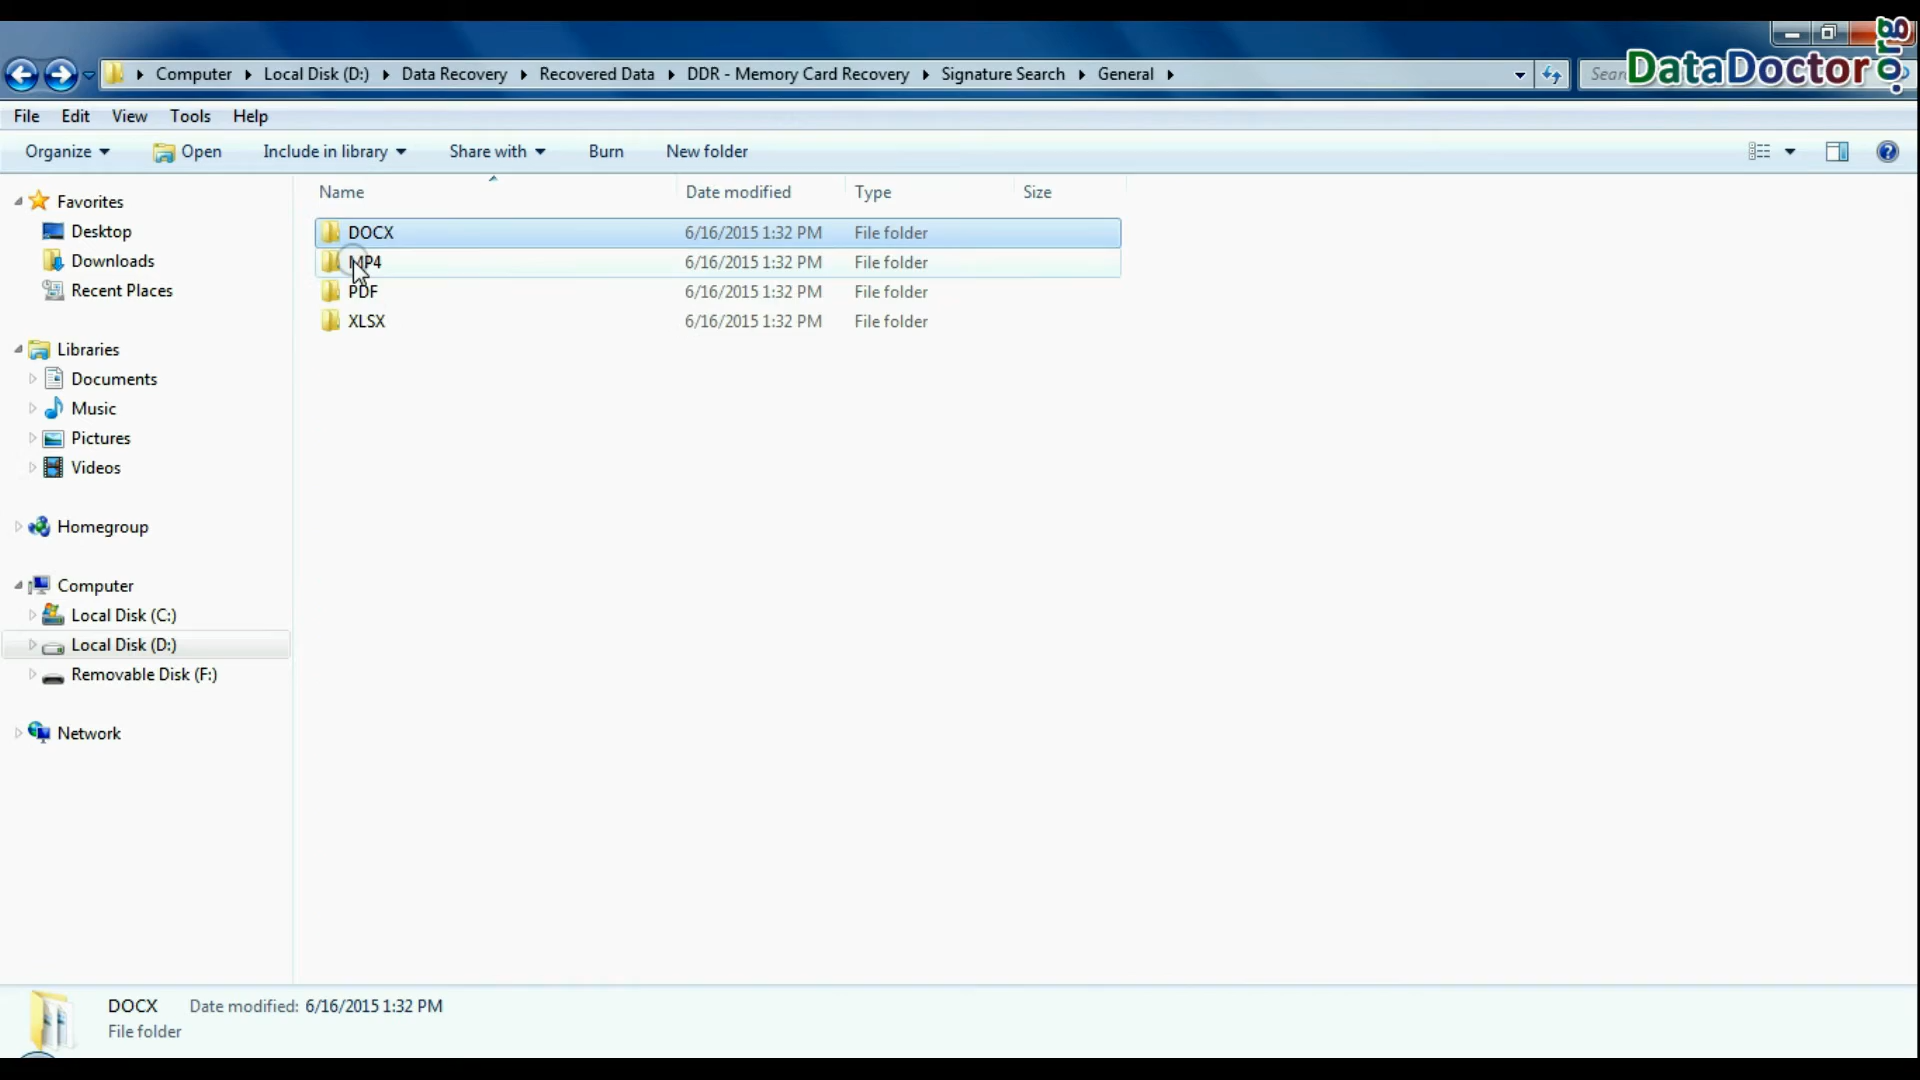 Computer Local Disk (D:) Data Recovery Recovered Data DDR - Memory Card Recovery Signature Search General
DataDoctor.org
File Edit View Tools Help
Organize Open Include in library Share with Burn New folder
Name Date modified Type Size
DOCX 6/16/2015 1:32 PM File folder
MP4 6/16/2015 1:32 PM File folder
PDF 6/16/2015 1:32 PM File folder
XLSX 6/16/2015 1:32 PM File folder
Favorites
Desktop
Downloads
Recent Places
Libraries
Documents
Music
Pictures
Videos
Homegroup
Computer
Local Disk (C:)
Local Disk (D:)
Removable Disk (F:)
Network
DOCX Date modified: 6/16/2015 1:32 PM
File folder